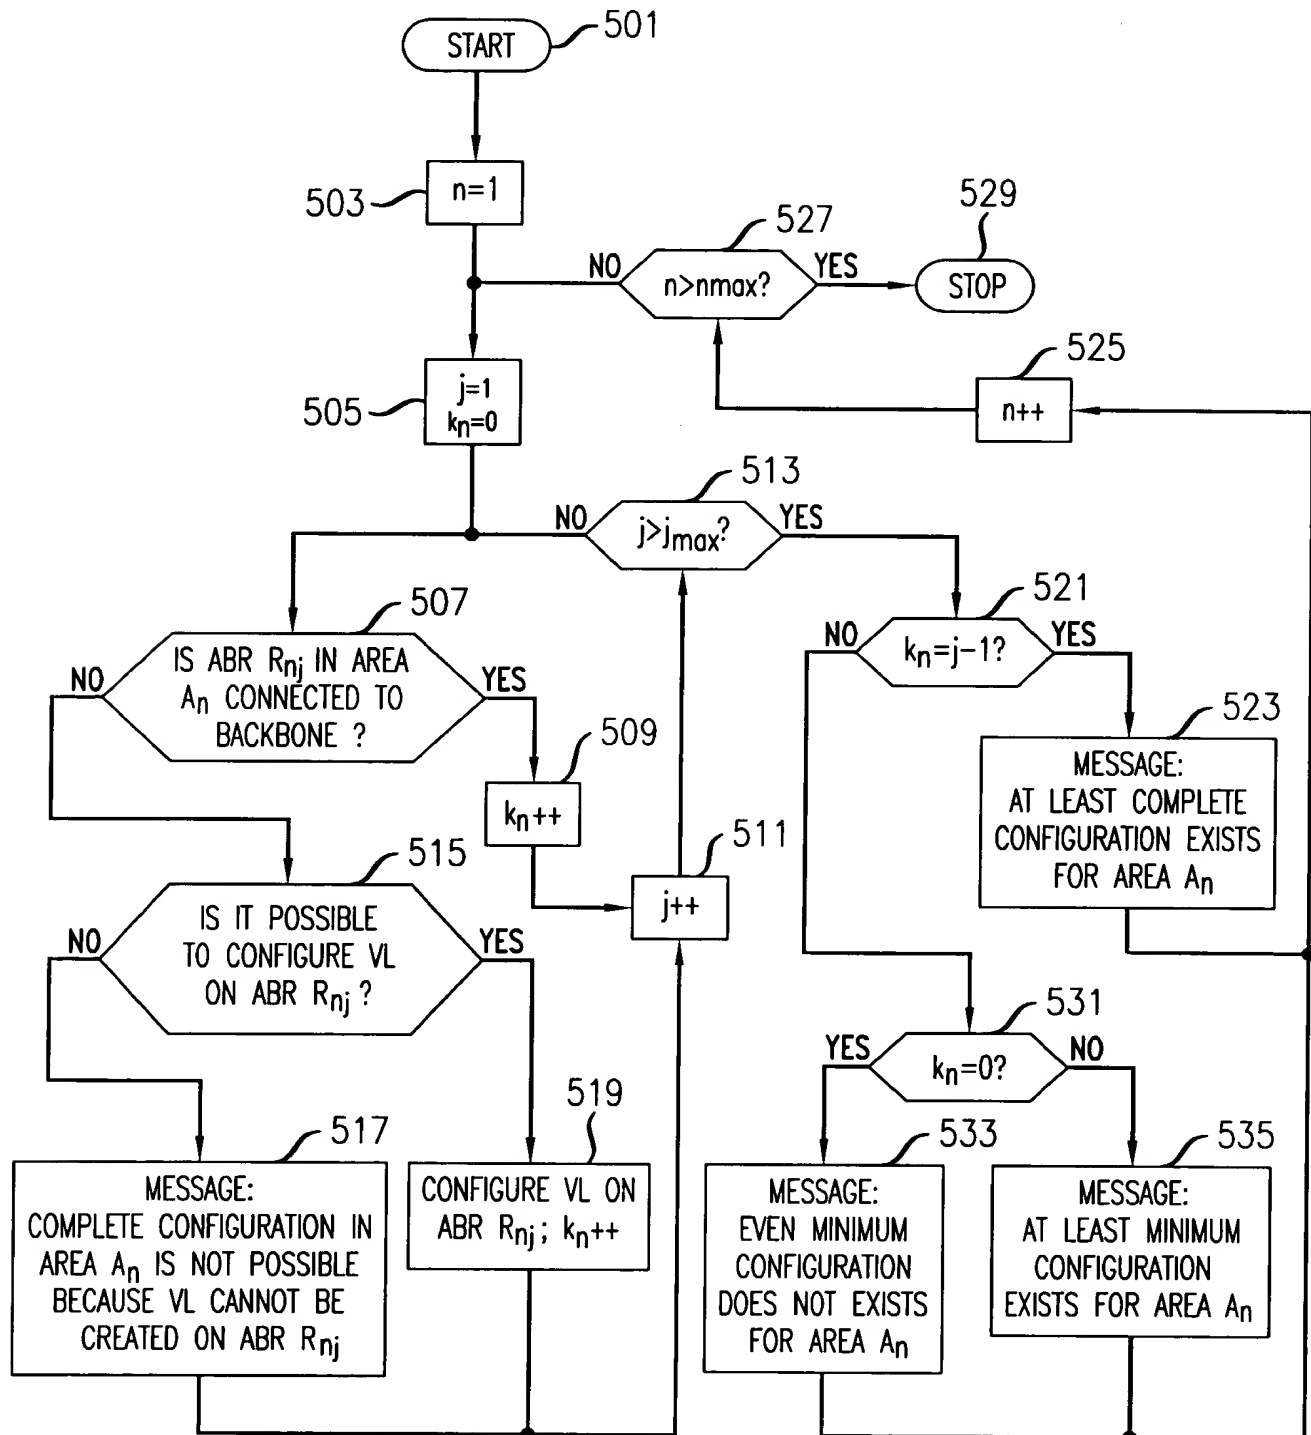 START
501
n=1
503
527
529
NO
n>nmax?
YES
STOP
j=1
kn=0
505
525
n++
513
NO
j>jmax?
YES
507
IS ABR Rnj IN AREA
An CONNECTED TO
BACKBONE ?
NO
YES
509
kn++
511
j++
521
NO
kn=j-1?
YES
523
MESSAGE:
AT LEAST COMPLETE
CONFIGURATION EXISTS
FOR AREA An
515
IS IT POSSIBLE
TO CONFIGURE VL
ON ABR Rnj ?
NO
YES
531
YES
kn=0?
NO
517
MESSAGE:
COMPLETE CONFIGURATION IN
AREA An IS NOT POSSIBLE
BECAUSE VL CANNOT BE
CREATED ON ABR Rnj
519
CONFIGURE VL ON
ABR Rnj; kn++
533
MESSAGE:
EVEN MINIMUM
CONFIGURATION
DOES NOT EXISTS
FOR AREA An
535
MESSAGE:
AT LEAST MINIMUM
CONFIGURATION
EXISTS FOR AREA An